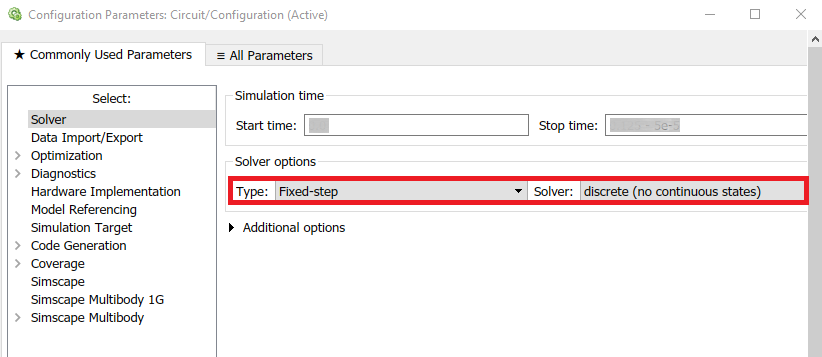 Configuration Parameters: Circuit/Configuration (Active)
★ Commonly Used Parameters
≡ All Parameters
Select:
Solver
Data Import/Export
Optimization
Diagnostics
Hardware Implementation
Model Referencing
Simulation Target
Code Generation
Coverage
Simscape
Simscape Multibody 1G
Simscape Multibody
Simulation time
Start time:
Stop time:
Solver options
Type: Fixed-step
Solver: discrete (no continuous states)
Additional options